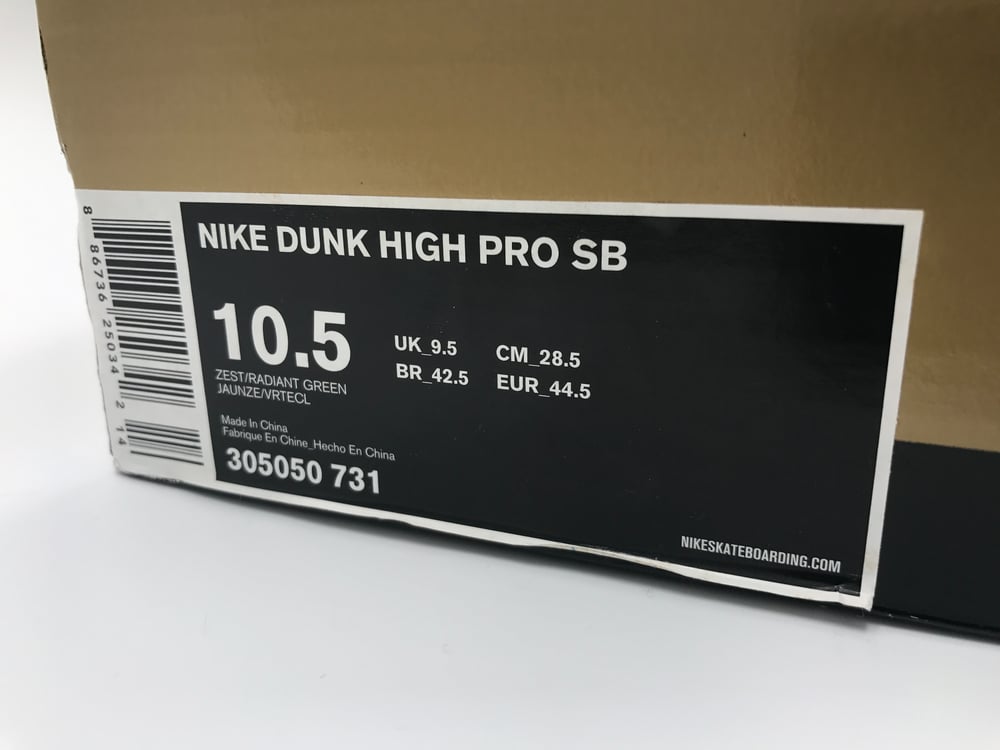 8 86736 25034 2 14
NIKE DUNK HIGH PRO SB
10.5
UK_9.5 CM_28.5
BR_42.5 EUR_44.5
ZEST/RADIANT GREEN
JAUNZE/VRTECL
Made In China
Fabrique En Chine_Hecho En China
305050 731
NIKESKATEBOARDING.COM